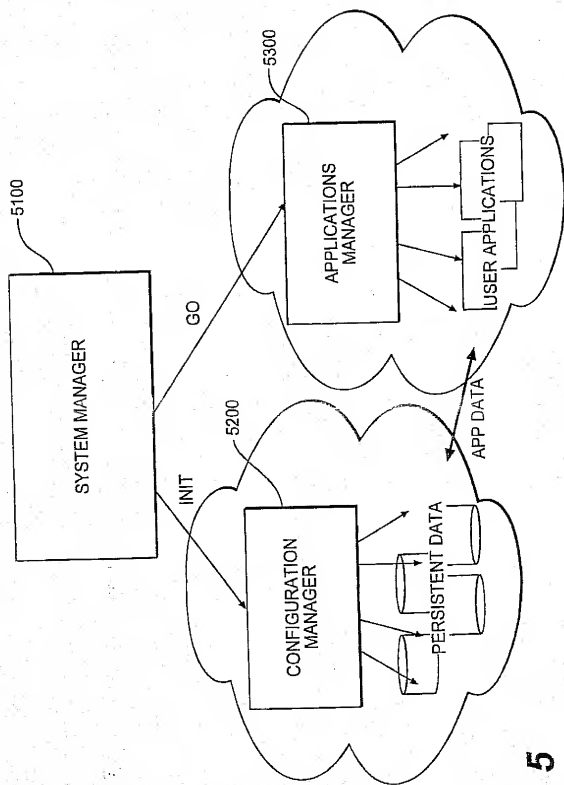 5100
SYSTEM MANAGER
INIT
GO
5200
5300
CONFIGURATION
MANAGER
APPLICATIONS
MANAGER
PERSISTENT DATA
USER APPLICATIONS
APP DATA
5